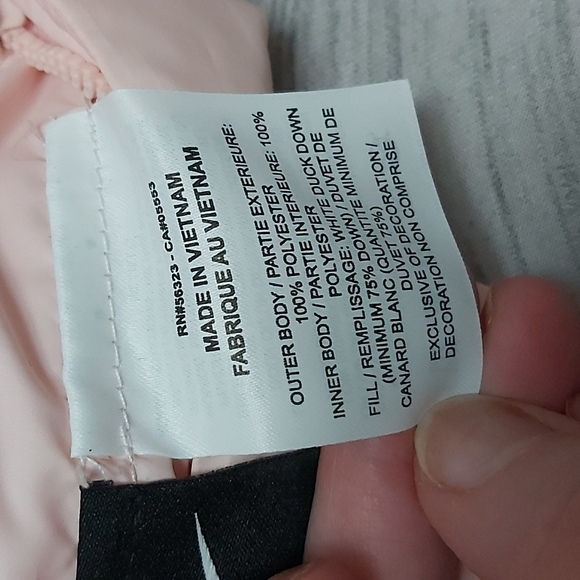 RN#56323 - CA#05553
MADE IN VIETNAM
FABRIQUE AU VIETNAM
OUTER BODY / PARTIE EXTERIEURE:
100% POLYESTER
INNER BODY / PARTIE INTERIEURE: 100%
POLYESTER
FILL / REMPLISSAGE: WHITE DUCK DOWN
(MINIMUM 75% DOWN) / DUVET DE
CANARD BLANC (QUANTITE MINIMUM DE
DUVET 75%)
EXCLUSIVE OF DECORATION /
DECORATION NON COMPRISE